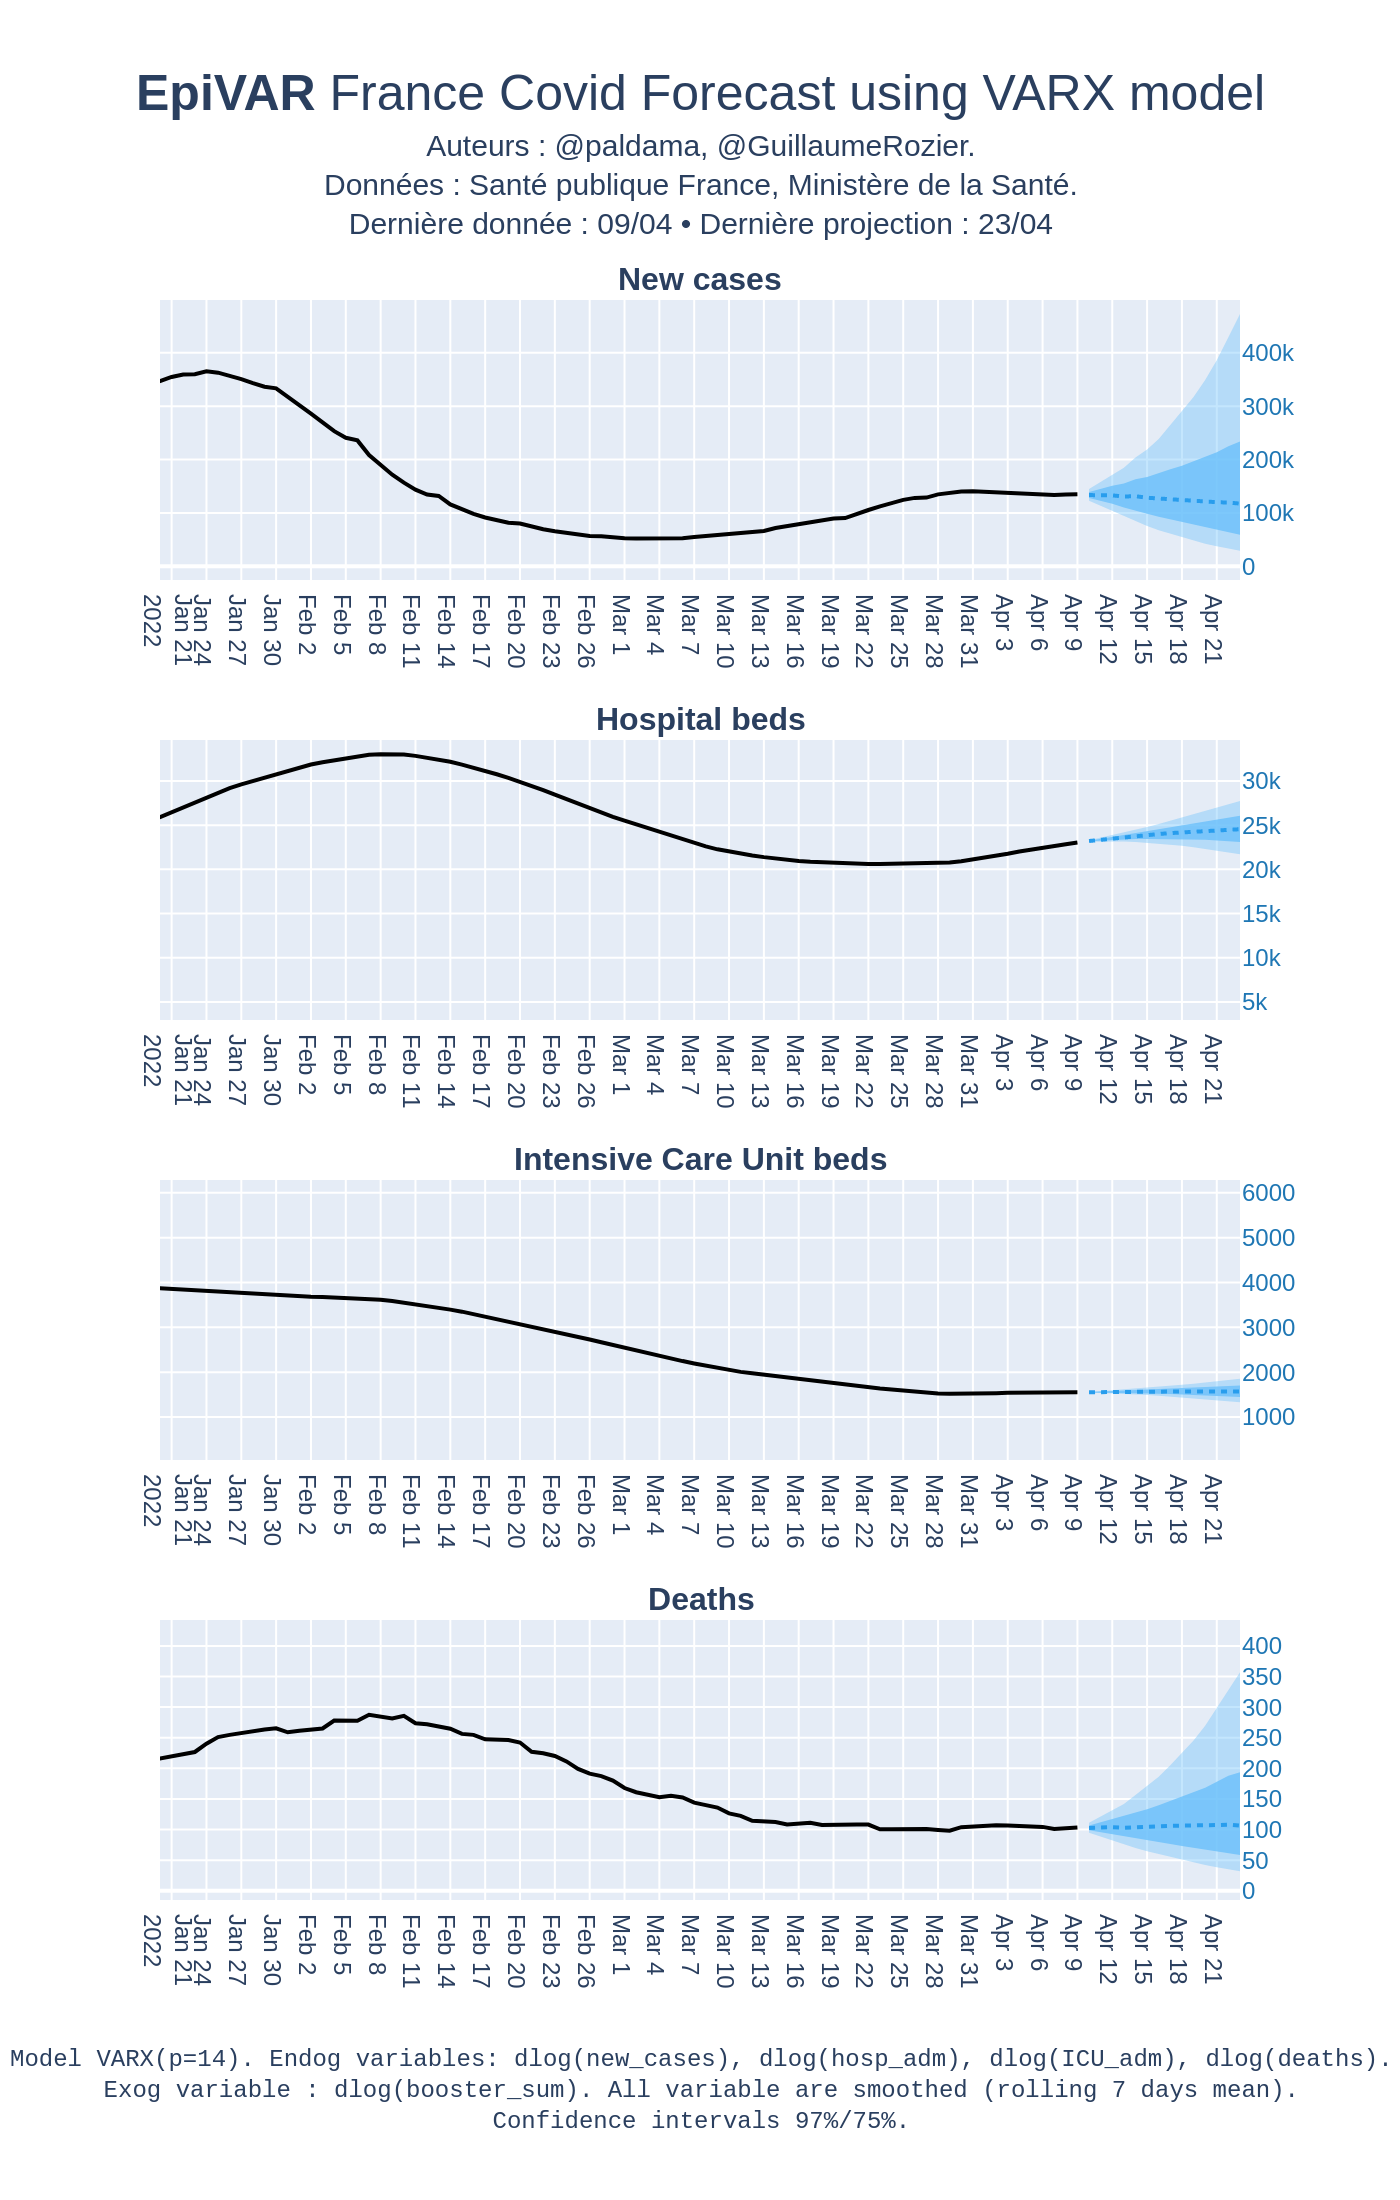 EpiVAR France Covid Forecast using VARX model
Auteurs : @paldama, @GuillaumeRozier.
Données : Santé publique France, Ministère de la Santé.
Dernière donnée : 09/04 • Dernière projection : 23/04
New cases
400k
300k
200k
100k
0
Jan 21
2022
Jan 24
Jan 27
Jan 30
Feb 2
Feb 5
Feb 8
Feb 11
Feb 14
Feb 17
Feb 20
Feb 23
Feb 26
Mar 1
Mar 4
Mar 7
Mar 10
Mar 13
Mar 16
Mar 19
Mar 22
Mar 25
Mar 28
Mar 31
Apr 3
Apr 6
Apr 9
Apr 12
Apr 15
Apr 18
Apr 21
Hospital beds
30k
25k
20k
15k
10k
5k
Jan 21
2022
Jan 24
Jan 27
Jan 30
Feb 2
Feb 5
Feb 8
Feb 11
Feb 14
Feb 17
Feb 20
Feb 23
Feb 26
Mar 1
Mar 4
Mar 7
Mar 10
Mar 13
Mar 16
Mar 19
Mar 22
Mar 25
Mar 28
Mar 31
Apr 3
Apr 6
Apr 9
Apr 12
Apr 15
Apr 18
Apr 21
Intensive Care Unit beds
6000
5000
4000
3000
2000
1000
Jan 21
2022
Jan 24
Jan 27
Jan 30
Feb 2
Feb 5
Feb 8
Feb 11
Feb 14
Feb 17
Feb 20
Feb 23
Feb 26
Mar 1
Mar 4
Mar 7
Mar 10
Mar 13
Mar 16
Mar 19
Mar 22
Mar 25
Mar 28
Mar 31
Apr 3
Apr 6
Apr 9
Apr 12
Apr 15
Apr 18
Apr 21
Deaths
400
350
300
250
200
150
100
50
0
Jan 21
2022
Jan 24
Jan 27
Jan 30
Feb 2
Feb 5
Feb 8
Feb 11
Feb 14
Feb 17
Feb 20
Feb 23
Feb 26
Mar 1
Mar 4
Mar 7
Mar 10
Mar 13
Mar 16
Mar 19
Mar 22
Mar 25
Mar 28
Mar 31
Apr 3
Apr 6
Apr 9
Apr 12
Apr 15
Apr 18
Apr 21
Model VARX(p=14). Endog variables: dlog(new_cases), dlog(hosp_adm), dlog(ICU_adm), dlog(deaths).
Exog variable : dlog(booster_sum). All variable are smoothed (rolling 7 days mean).
Confidence intervals 97%/75%.